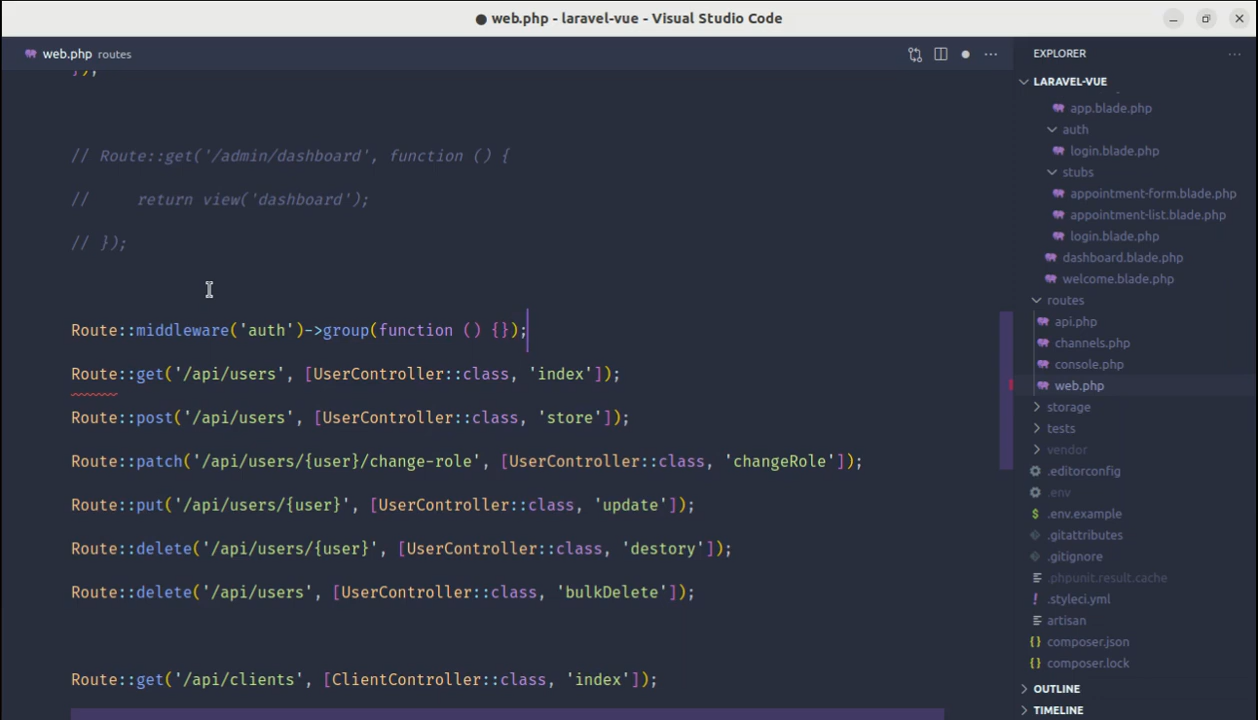 ● web.php - laravel-vue - Visual Studio Code
web.php routes
EXPLORER
LARAVEL-VUE
});
// Route::get('/admin/dashboard', function () {
//     return view('dashboard');
// });
Route::middleware('auth')->group(function () {});
Route::get('/api/users', [UserController::class, 'index']);
Route::post('/api/users', [UserController::class, 'store']);
Route::patch('/api/users/{user}/change-role', [UserController::class, 'changeRole']);
Route::put('/api/users/{user}', [UserController::class, 'update']);
Route::delete('/api/users/{user}', [UserController::class, 'destory']);
Route::delete('/api/users', [UserController::class, 'bulkDelete']);
Route::get('/api/clients', [ClientController::class, 'index']);
app.blade.php
auth
login.blade.php
stubs
appointment-form.blade.php
appointment-list.blade.php
login.blade.php
dashboard.blade.php
welcome.blade.php
routes
api.php
channels.php
console.php
web.php
storage
tests
vendor
.editorconfig
.env
.env.example
.gitattributes
.gitignore
.phpunit.result.cache
.styleci.yml
artisan
composer.json
composer.lock
OUTLINE
TIMELINE